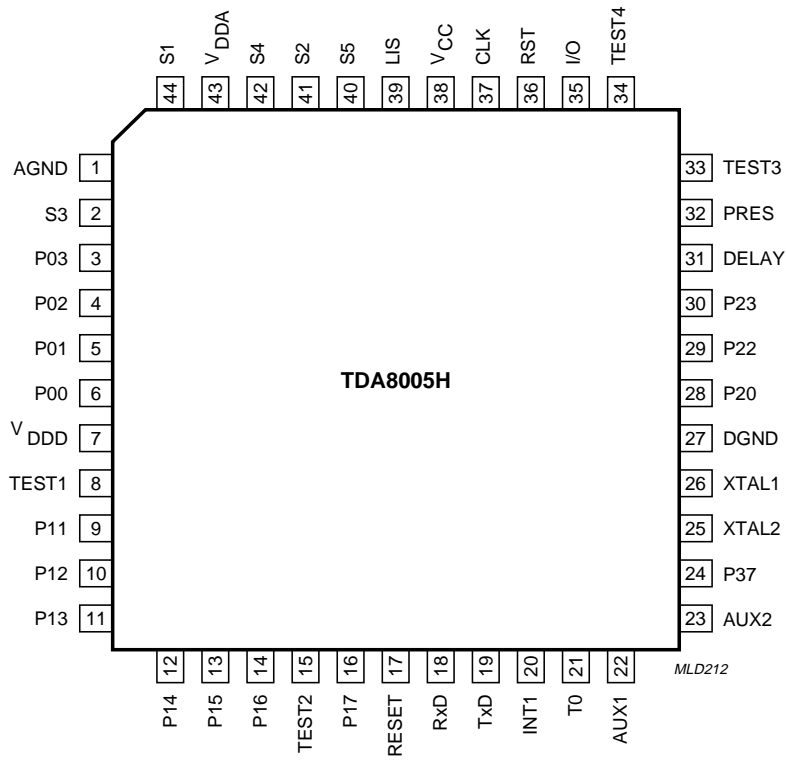 S1 V DDA S4 S2 S5 LIS V CC CLK RST I/O TEST4
44 43 42 41 40 39 38 37 36 35 34
AGND 1
S3 2
P03 3
P02 4
P01 5
P00 6
V DDD 7
TEST1 8
P11 9
P12 10
P13 11
TDA8005H
33 TEST3
32 PRES
31 DELAY
30 P23
29 P22
28 P20
27 DGND
26 XTAL1
25 XTAL2
24 P37
23 AUX2
12 13 14 15 16 17 18 19 20 21 22
P14 P15 P16 TEST2 P17 RESET RxD TxD INT1 T0 AUX1
MLD212